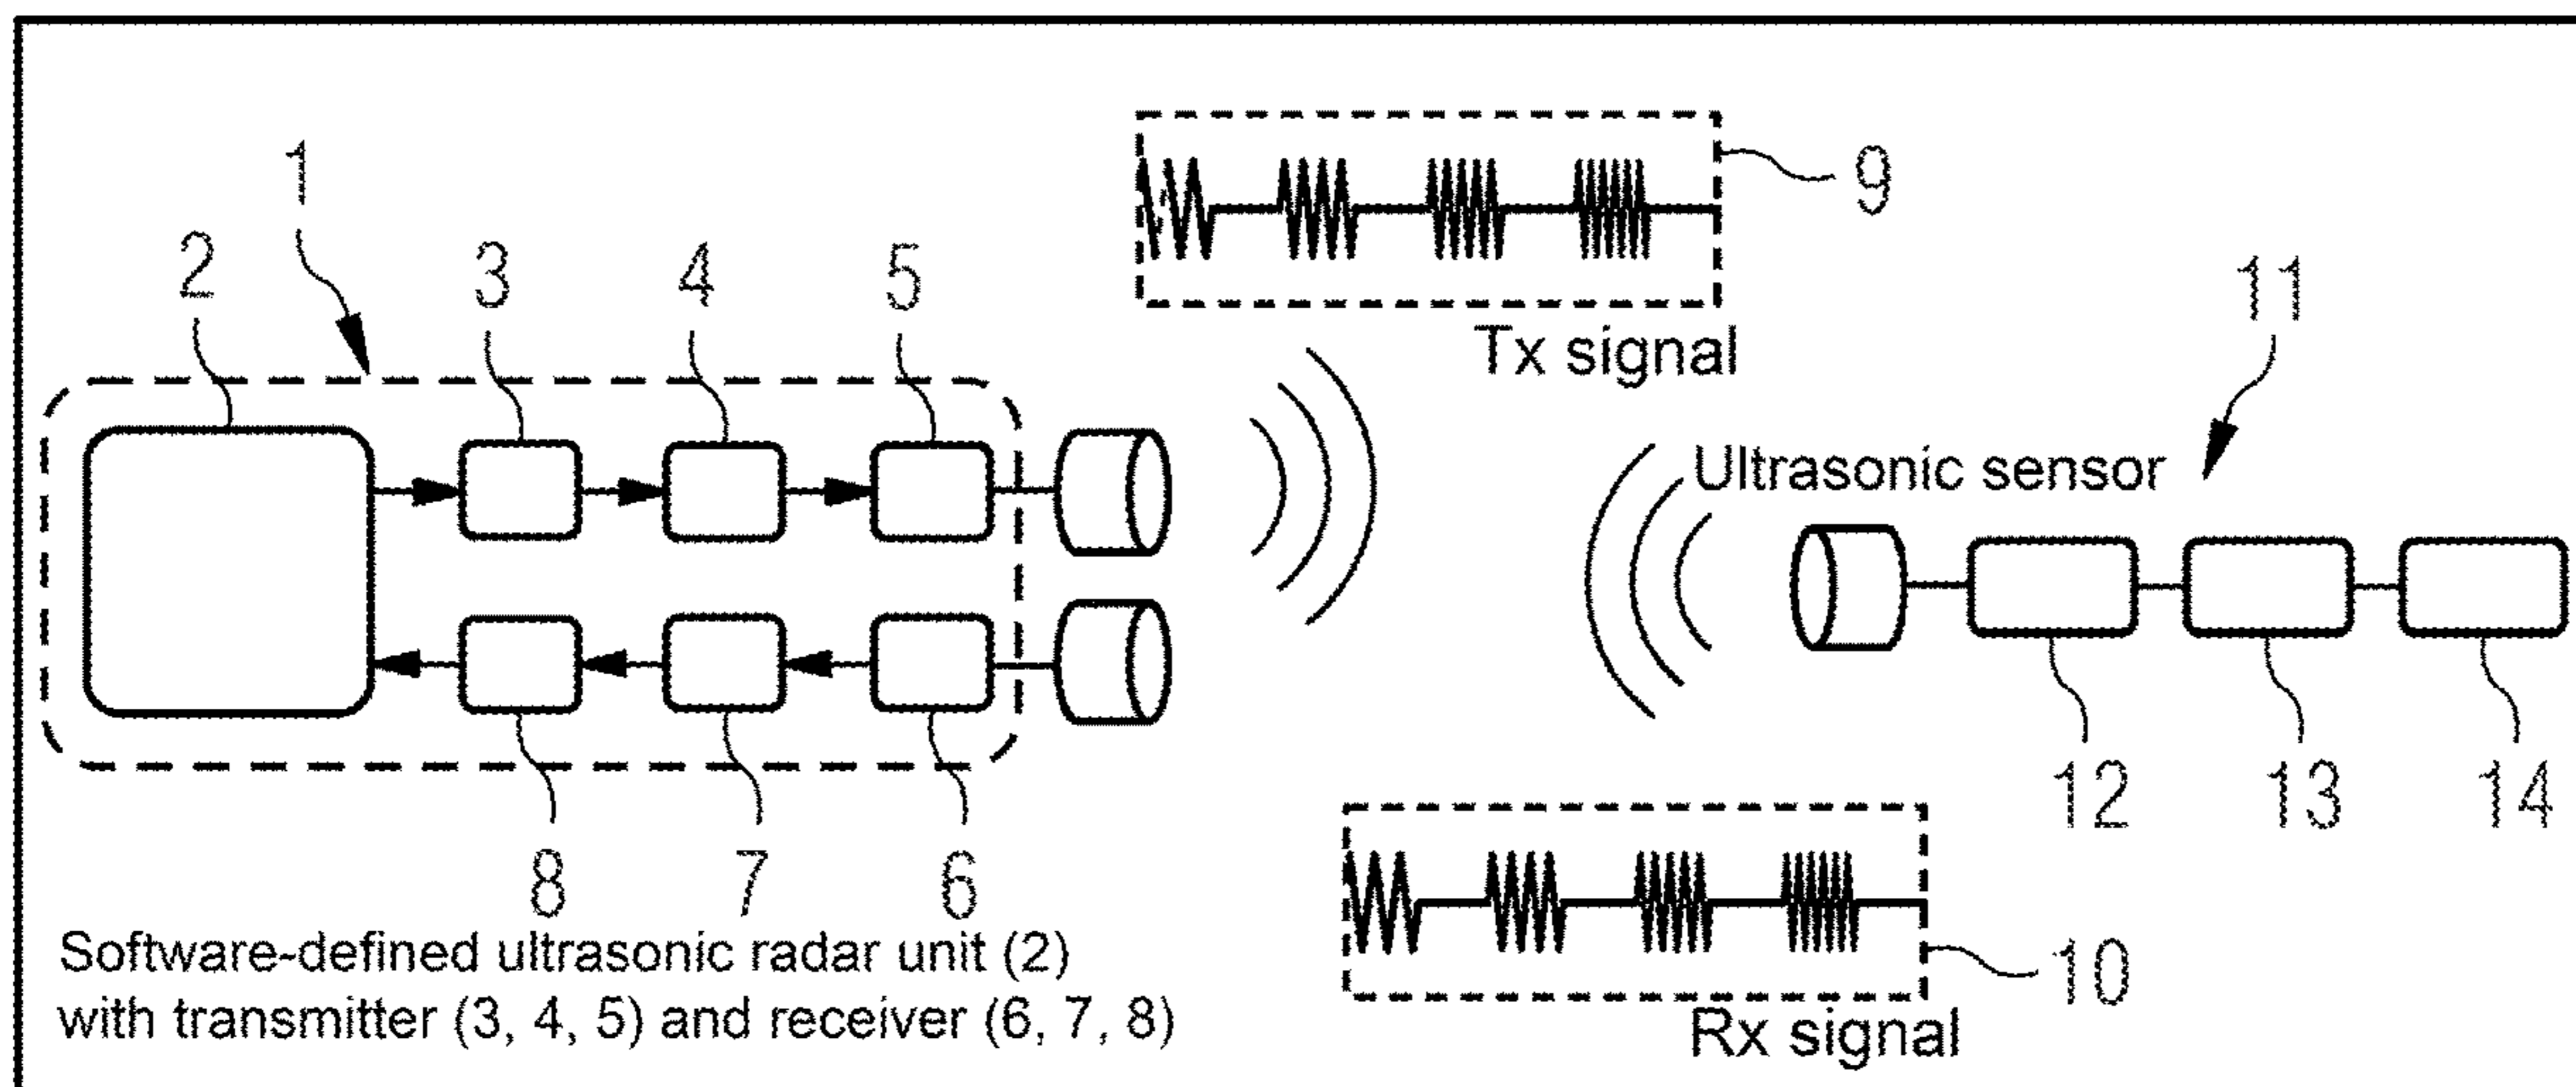 1
2
3
4
5
9
Tx signal
11
Ultrasonic sensor
12
13
14
8
7
6
10
Rx signal
Software-defined ultrasonic radar unit (2)
with transmitter (3, 4, 5) and receiver (6, 7, 8)